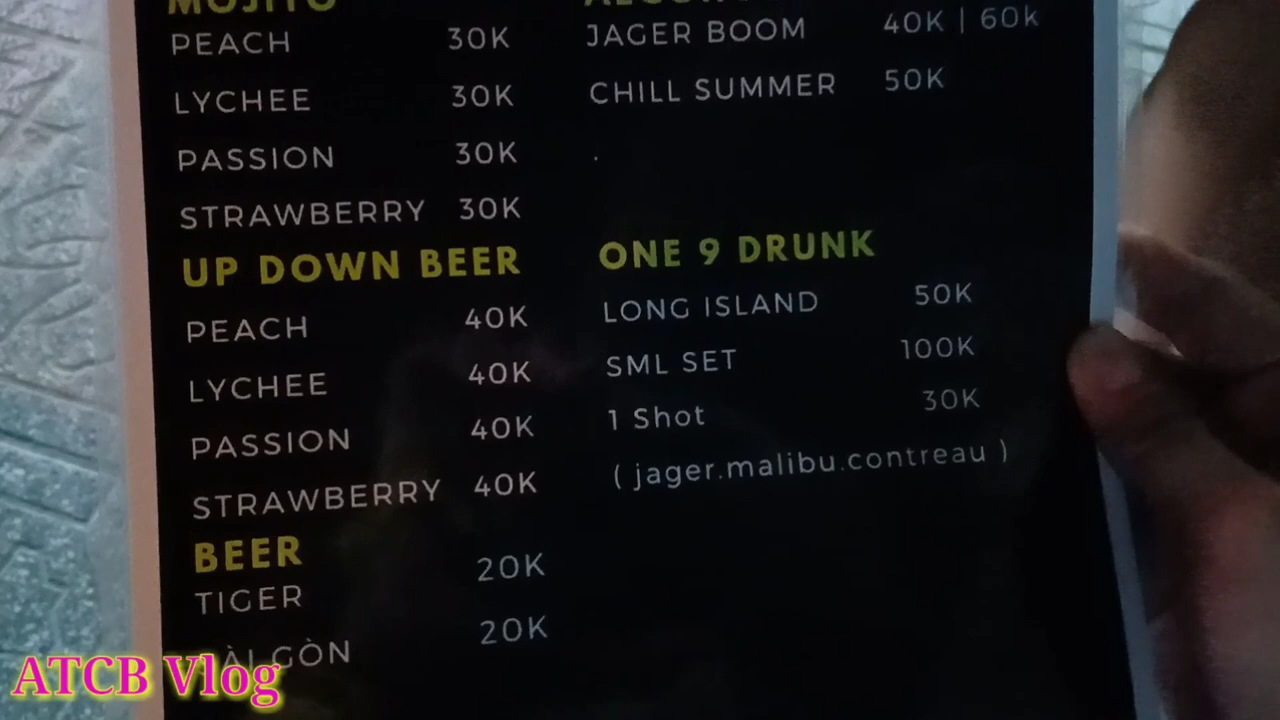 MOJITO
PEACH 30K
LYCHEE 30K
PASSION 30K
STRAWBERRY 30K
UP DOWN BEER
PEACH 40K
LYCHEE 40K
PASSION 40K
STRAWBERRY 40K
BEER
TIGER 20K
SÀI GÒN 20K
JAGER BOOM 40K | 60k
CHILL SUMMER 50K
.
ONE 9 DRUNK
LONG ISLAND 50K
SML SET 100K
1 Shot 30K
( jager.malibu.contreau )
ATCB Vlog